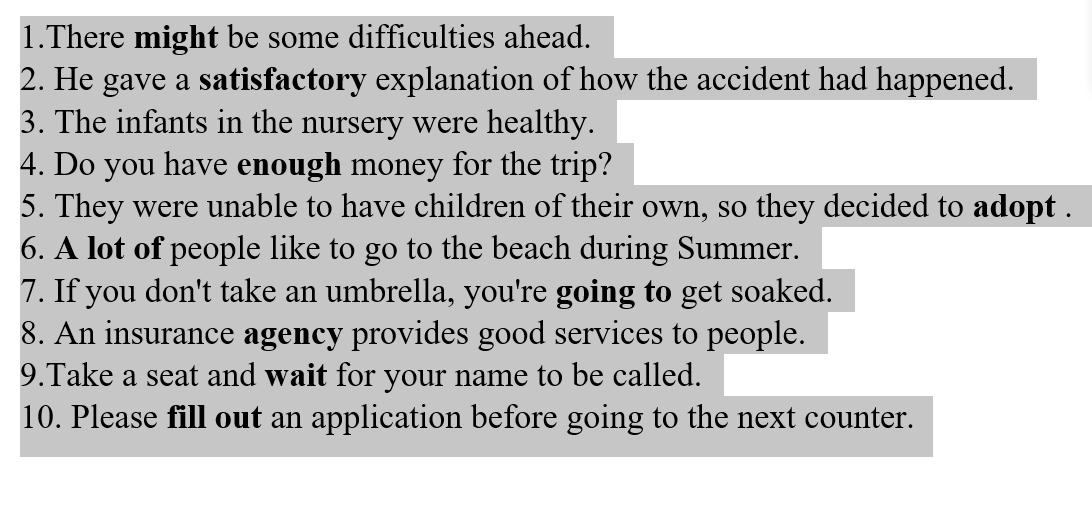 1.There might be some difficulties ahead.
2. He gave a satisfactory explanation of how the accident had happened.
3. The infants in the nursery were healthy.
4. Do you have enough money for the trip?
5. They were unable to have children of their own, so they decided to adopt .
6. A lot of people like to go to the beach during Summer.
7. If you don't take an umbrella, you're going to get soaked.
8. An insurance agency provides good services to people.
9.Take a seat and wait for your name to be called.
10. Please fill out an application before going to the next counter.